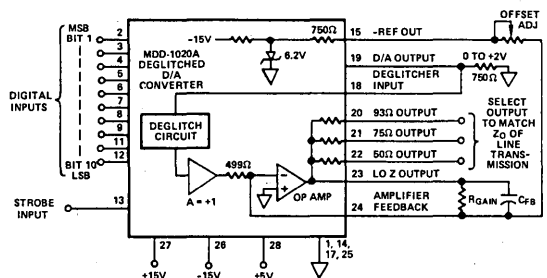 OFFSET
ADJ
MSB
BIT 1
2
3
4
5
6
7
8
9
11
12
BIT 10
LSB
DIGITAL
INPUTS
MDD-1020A
DEGLITCHED
D/A
CONVERTER
-15V
750Ω
6.2V
15 -REF OUT
19 D/A OUTPUT
0 TO +2V
750Ω
DEGLITCHER
18 INPUT
DEGLITCH
CIRCUIT
20 93Ω OUTPUT
21 75Ω OUTPUT
22 50Ω OUTPUT
23 LO Z OUTPUT
SELECT
OUTPUT
TO MATCH
ZO OF
LINE
TRANS-
MISSION
499Ω
A = +1
-
+
OP AMP
AMPLIFIER
24 FEEDBACK
RGAIN
CFB
STROBE
INPUT
13
27
26
28
1, 14,
17, 25
+15V
-15V
+5V